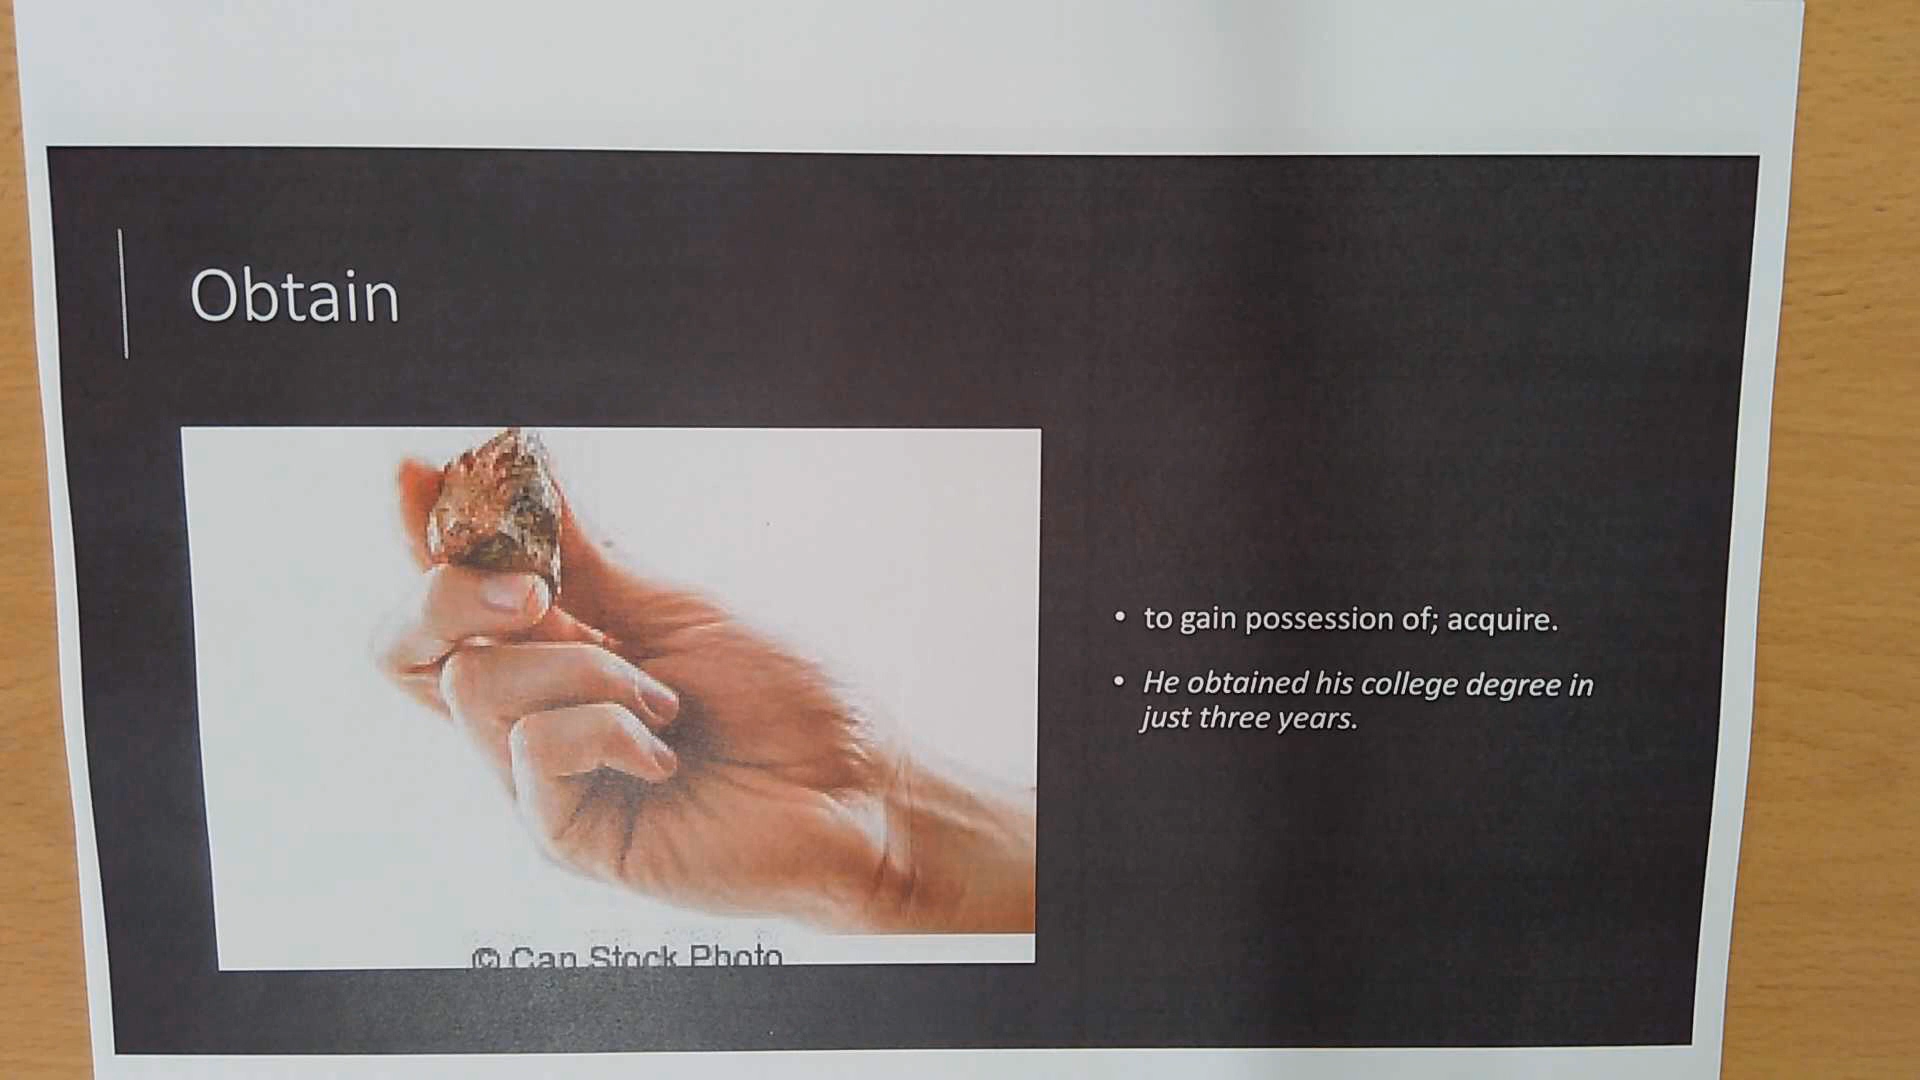 Obtain
• to gain possession of; acquire.
• He obtained his college degree in
just three years.
© Can Stock Photo